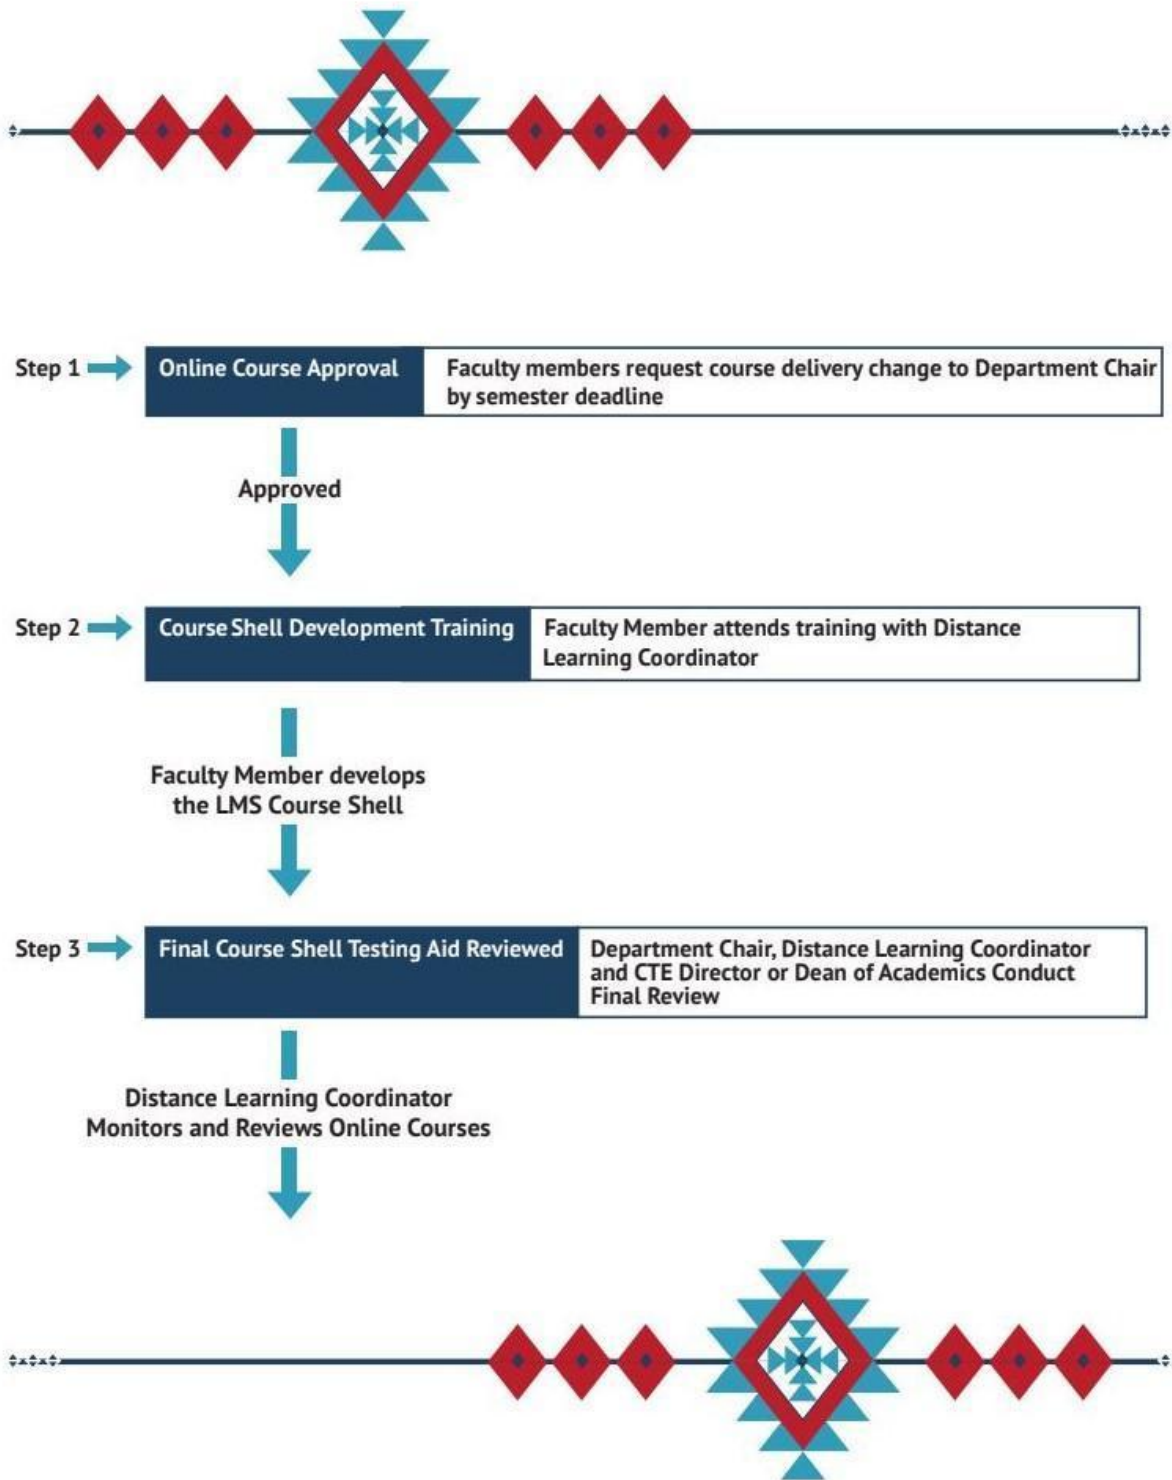 Step 1
Online Course Approval
Faculty members request course delivery change to Department Chair
by semester deadline
Approved
Step 2
Course Shell Development Training
Faculty Member attends training with Distance
Learning Coordinator
Faculty Member develops
the LMS Course Shell
Step 3
Final Course Shell Testing Aid Reviewed
Department Chair, Distance Learning Coordinator
and CTE Director or Dean of Academics Conduct
Final Review
Distance Learning Coordinator
Monitors and Reviews Online Courses